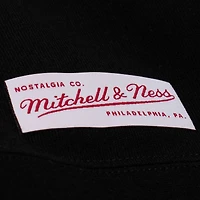 NOSTALGIA CO.
Mitchell & Ness
PHILADELPHIA, PA.